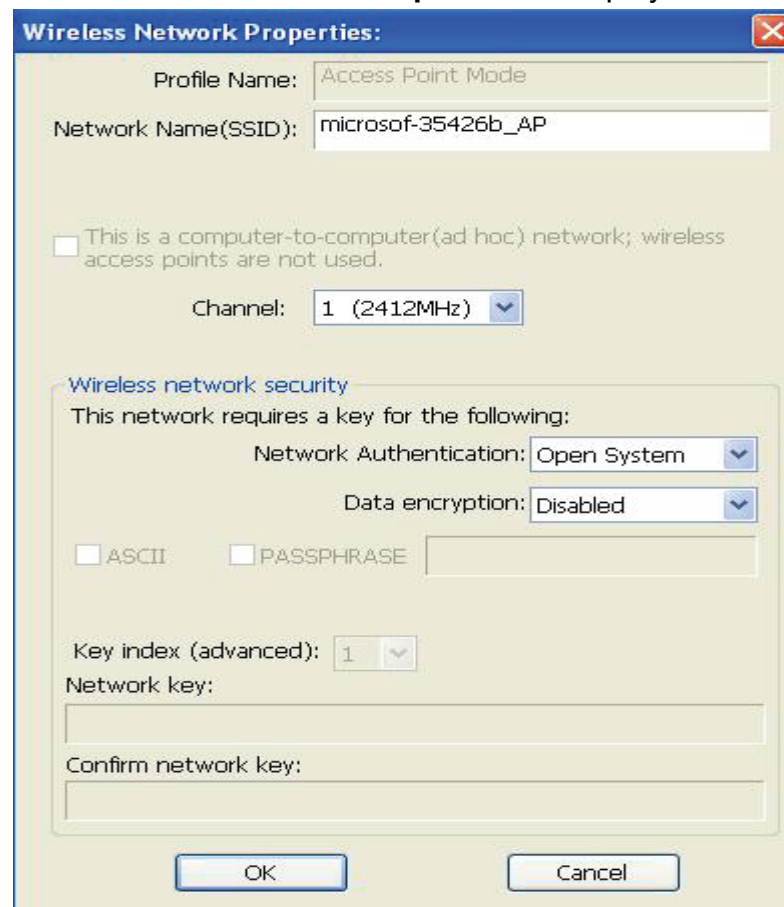 Wireless Network Properties:
Profile Name: Access Point Mode
Network Name(SSID): microsof-35426b_AP
This is a computer-to-computer(ad hoc) network; wireless
access points are not used.
Channel: 1 (2412MHz)
Wireless network security
This network requires a key for the following:
Network Authentication: Open System
Data encryption: Disabled
ASCII PASSPHRASE
Key index (advanced): 1
Network key:
Confirm network key:
OK Cancel